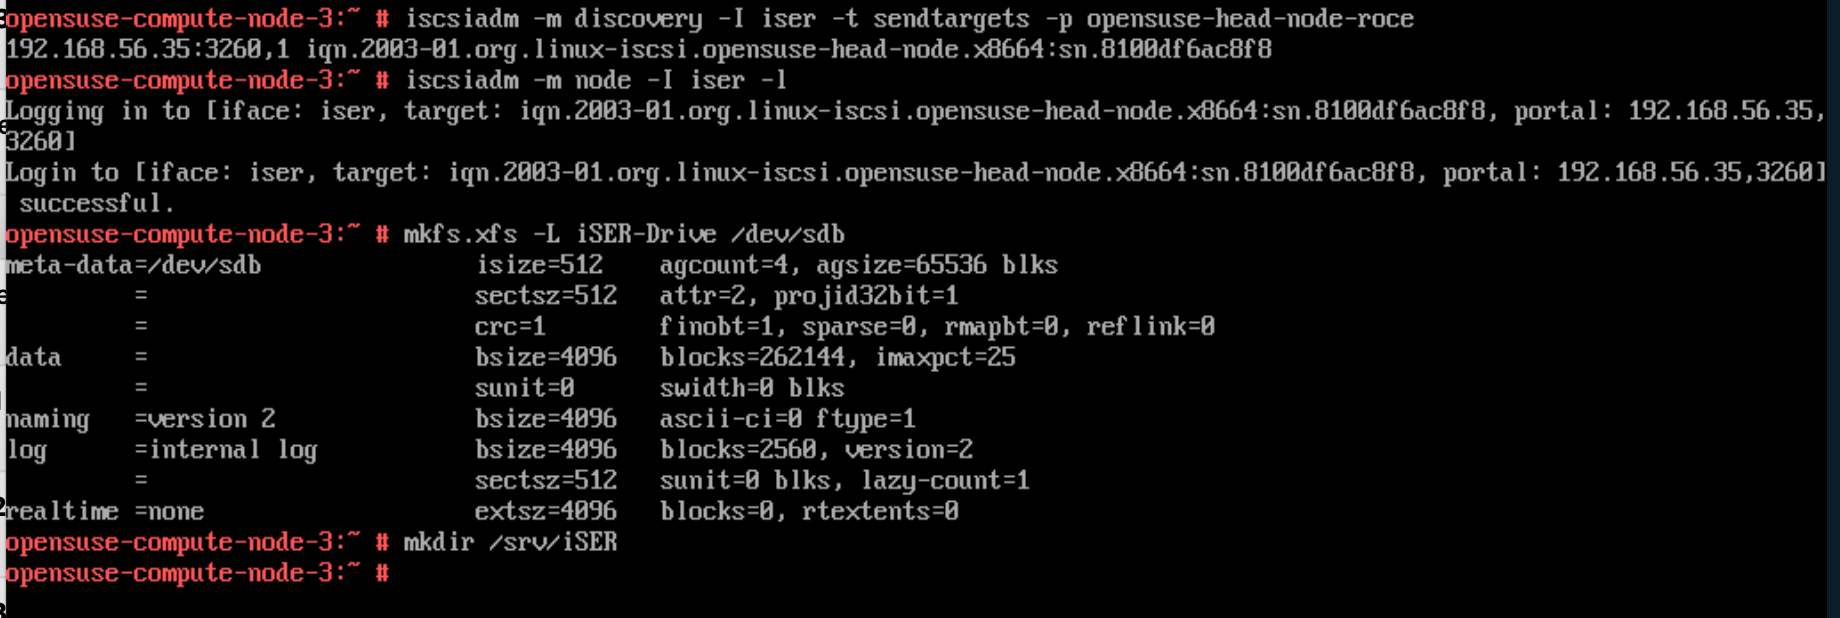 opensuse-compute-node-3:~ # iscsiadm -m discovery -I iser -t sendtargets -p opensuse-head-node-roce
192.168.56.35:3260,1 iqn.2003-01.org.linux-iscsi.opensuse-head-node.x8664:sn.8100df6ac8f8
opensuse-compute-node-3:~ # iscsiadm -m node -I iser -l
Logging in to [iface: iser, target: iqn.2003-01.org.linux-iscsi.opensuse-head-node.x8664:sn.8100df6ac8f8, portal: 192.168.56.35,
3260]
Login to [iface: iser, target: iqn.2003-01.org.linux-iscsi.opensuse-head-node.x8664:sn.8100df6ac8f8, portal: 192.168.56.35,3260]
 successful.
opensuse-compute-node-3:~ # mkfs.xfs -L iSER-Drive /dev/sdb
meta-data=/dev/sdb               isize=512    agcount=4, agsize=65536 blks
         =                       sectsz=512   attr=2, projid32bit=1
         =                       crc=1        finobt=1, sparse=0, rmapbt=0, reflink=0
data     =                       bsize=4096   blocks=262144, imaxpct=25
         =                       sunit=0      swidth=0 blks
naming   =version 2              bsize=4096   ascii-ci=0 ftype=1
log      =internal log           bsize=4096   blocks=2560, version=2
         =                       sectsz=512   sunit=0 blks, lazy-count=1
realtime =none                   extsz=4096   blocks=0, rtextents=0
opensuse-compute-node-3:~ # mkdir /srv/iSER
opensuse-compute-node-3:~ #